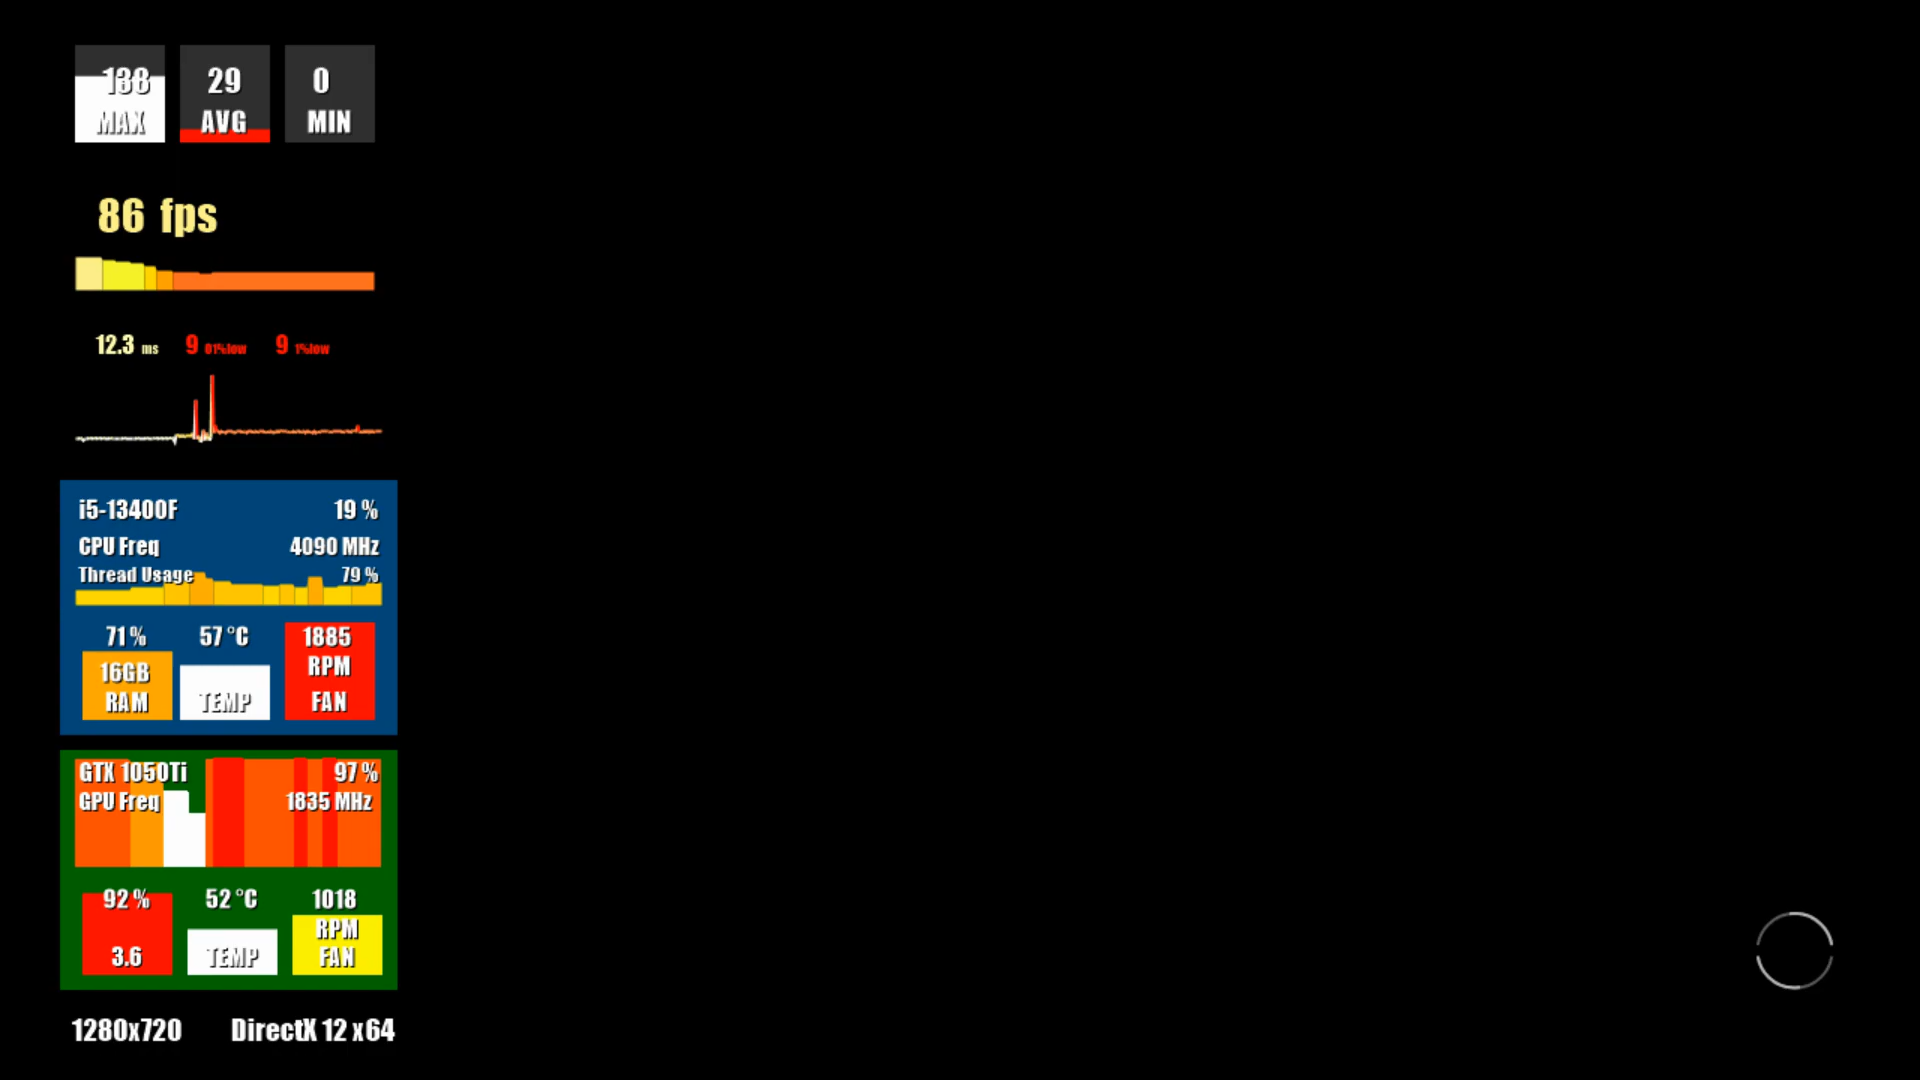 138 29 0
MAX AVG MIN
86 fps
12.3 ms 9 01%low 9 1%low
i5-13400F 19 %
CPU Freq 4090 MHz
Thread Usage 79 %
71 % 57 °C 1885
16GB RPM
RAM TEMP FAN
GTX 1050Ti 97 %
GPU Freq 1835 MHz
92 % 52 °C 1018
RPM
3.6 TEMP FAN
1280x720 DirectX 12 x64